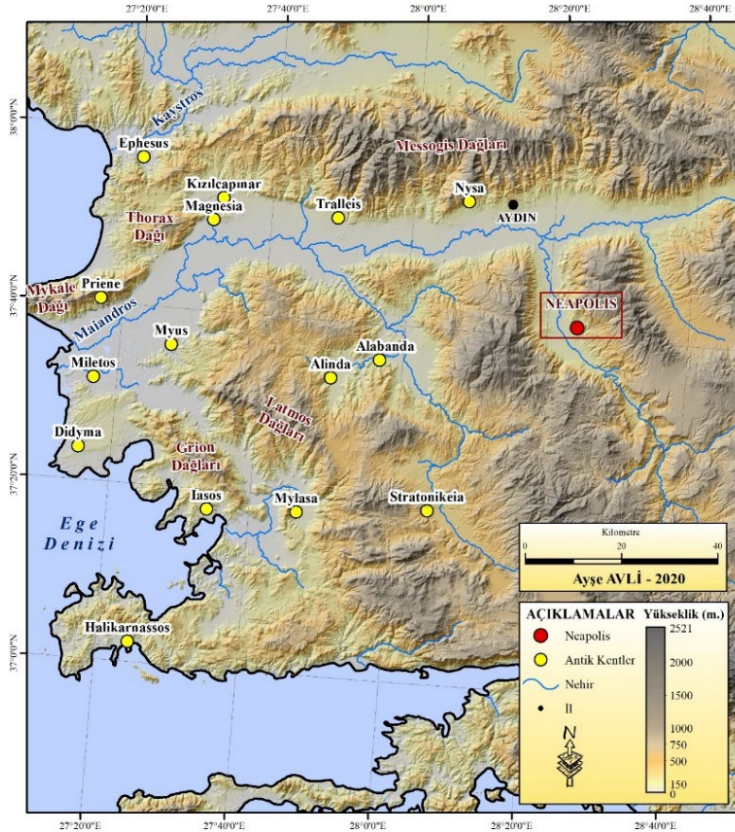 27°20'0"E 27°40'0"E 28°0'0"E 28°20'0"E 28°40'0"E
38°0'0"N
37°40'0"N
37°20'0"N
37°0'0"N
Kaystros
Ephesus
Messogis Dağları
Kızılcapınar
Magnesia
Tralleis
Nysa
AYDIN
Thorax
Dağı
Mykale
Dağı
Priene
Maiandros
NEAPOLİS
Myus
Alabanda
Alinda
Miletos
Latmos
Dağları
Didyma
Grion
Dağları
Iasos
Mylasa
Stratonikeia
Ege
Denizi
Halikarnassos
Kilometre
0 20 40
Ayşe AVLİ - 2020
AÇIKLAMALAR
Neapolis
Antik Kentler
Nehir
İl
N
Yükseklik (m.)
2521
2000
1500
1000
750
500
150
0
27°20'0"E 27°40'0"E 28°0'0"E 28°20'0"E 28°40'0"E